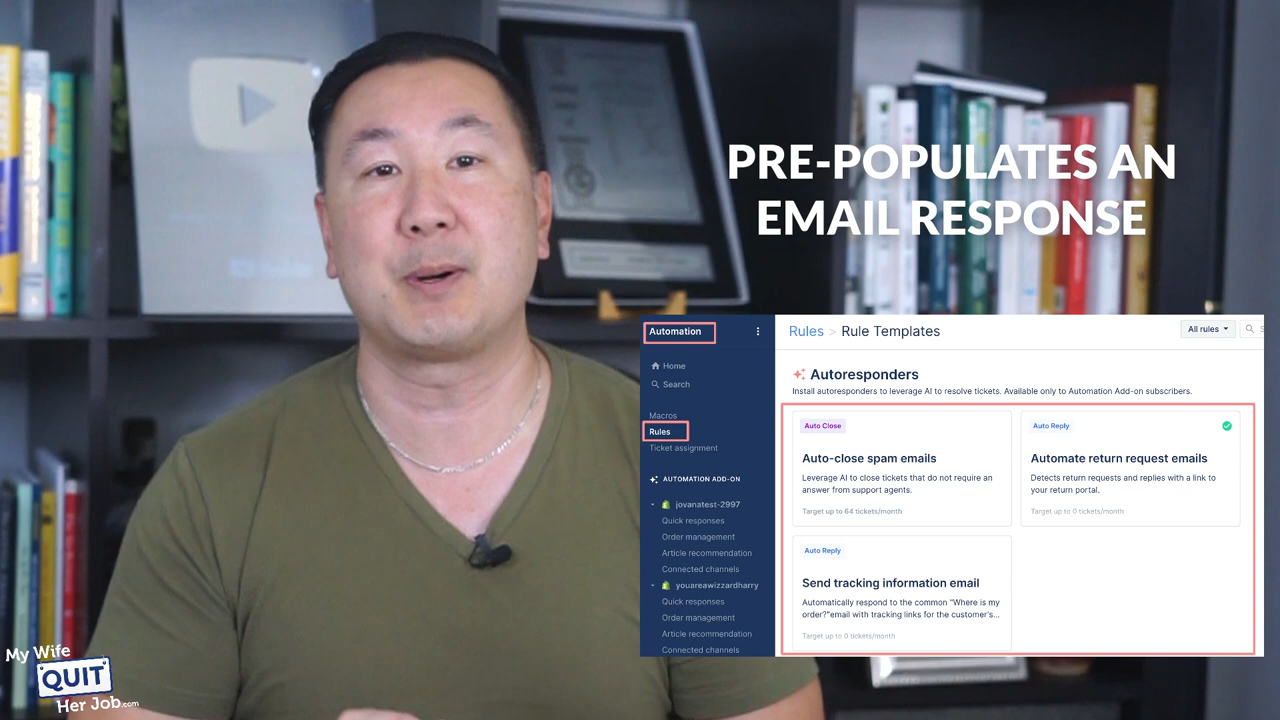 PRE-POPULATES AN
EMAIL RESPONSE
Automation
Home
Search
Macros
Rules
Ticket assignment
AUTOMATION ADD-ON
jovanatest-2997
Quick responses
Order management
Article recommendation
Connected channels
youareawizzardharry
Quick responses
Order management
Article recommendation
Connected channels
Rules > Rule Templates
All rules
S
Autoresponders
Install autoresponders to leverage AI to resolve tickets. Available only to Automation Add-on subscribers.
Auto Close
Auto-close spam emails
Leverage AI to close tickets that do not require an
answer from support agents.
Target up to 64 tickets/month
Auto Reply
Automate return request emails
Detects return requests and replies with a link to
your return portal.
Target up to 0 tickets/month
Auto Reply
Send tracking information email
Automatically respond to the common "Where is my
order?"email with tracking links for the customer's...
Target up to 0 tickets/month
My Wife
QUIT
Her Job.com